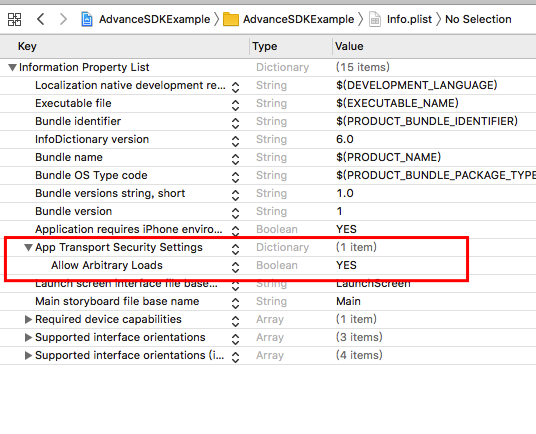 AdvanceSDKExample AdvanceSDKExample Info.plist No Selection
Key Type Value
Information Property List Dictionary (15 items)
Localization native development re... String $(DEVELOPMENT_LANGUAGE)
Executable file String $(EXECUTABLE_NAME)
Bundle identifier String $(PRODUCT_BUNDLE_IDENTIFIER)
InfoDictionary version String 6.0
Bundle name String $(PRODUCT_NAME)
Bundle OS Type code String $(PRODUCT_BUNDLE_PACKAGE_TYPE
Bundle versions string, short String 1.0
Bundle version String 1
Application requires iPhone enviro... Boolean YES
App Transport Security Settings Dictionary (1 item)
Allow Arbitrary Loads Boolean YES
Launch screen interface file base... String LaunchScreen
Main storyboard file base name String Main
Required device capabilities Array (1 item)
Supported interface orientations Array (3 items)
Supported interface orientations (i... Array (4 items)